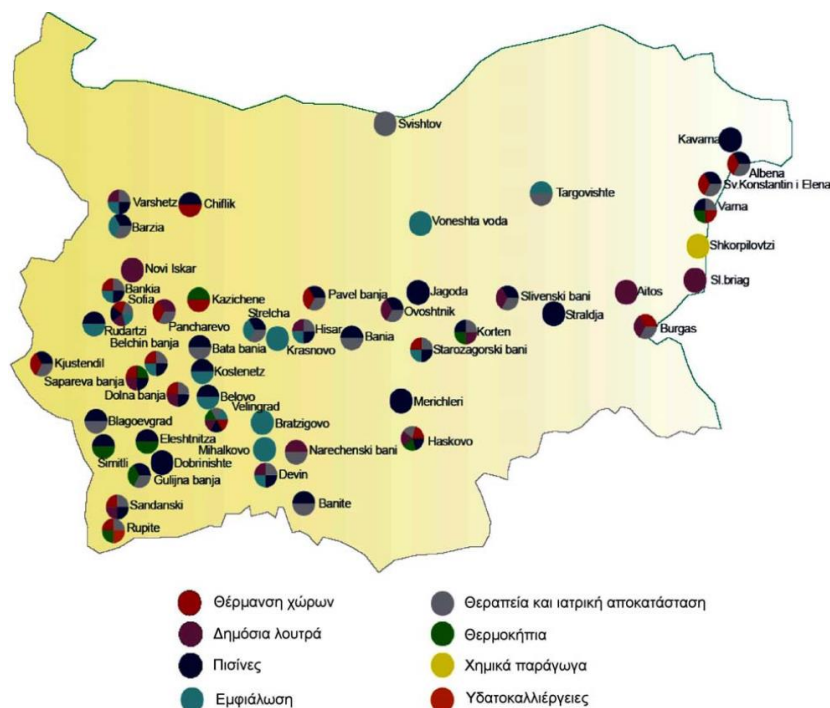 Svishtov
Kavarna
Albena
Sv.Konstantin i Elena
Varshetz
Chiflik
Targovishte
Varna
Barzia
Voneshta voda
Shkorpilovtzi
Novi Iskar
Sl.briag
Bankia
Sofia
Kazichene
Pavel banja
Jagoda
Slivenski bani
Aitos
Strelcha
Ovoshtnik
Straldja
Rudartzi
Pancharevo
Hisar
Korten
Burgas
Belchin banja
Krasnovo
Bania
Bata bania
Starozagorski bani
Kjustendil
Sapareva banja
Kostenetz
Dolna banja
Belovo
Merichleri
Velingrad
Blagoevgrad
Bratzigovo
Eleshtnitza
Haskovo
Simitli
Mihalkovo
Narechenski bani
Dobrinishte
Gulijna banja
Devin
Sandanski
Banite
Rupite
Θέρμανση χώρων
Θεραπεία και ιατρική αποκατάσταση
Δημόσια λουτρά
Θερμοκήπια
Πισίνες
Χημικά παράγωγα
Εμφιάλωση
Υδατοκαλλιέργειες